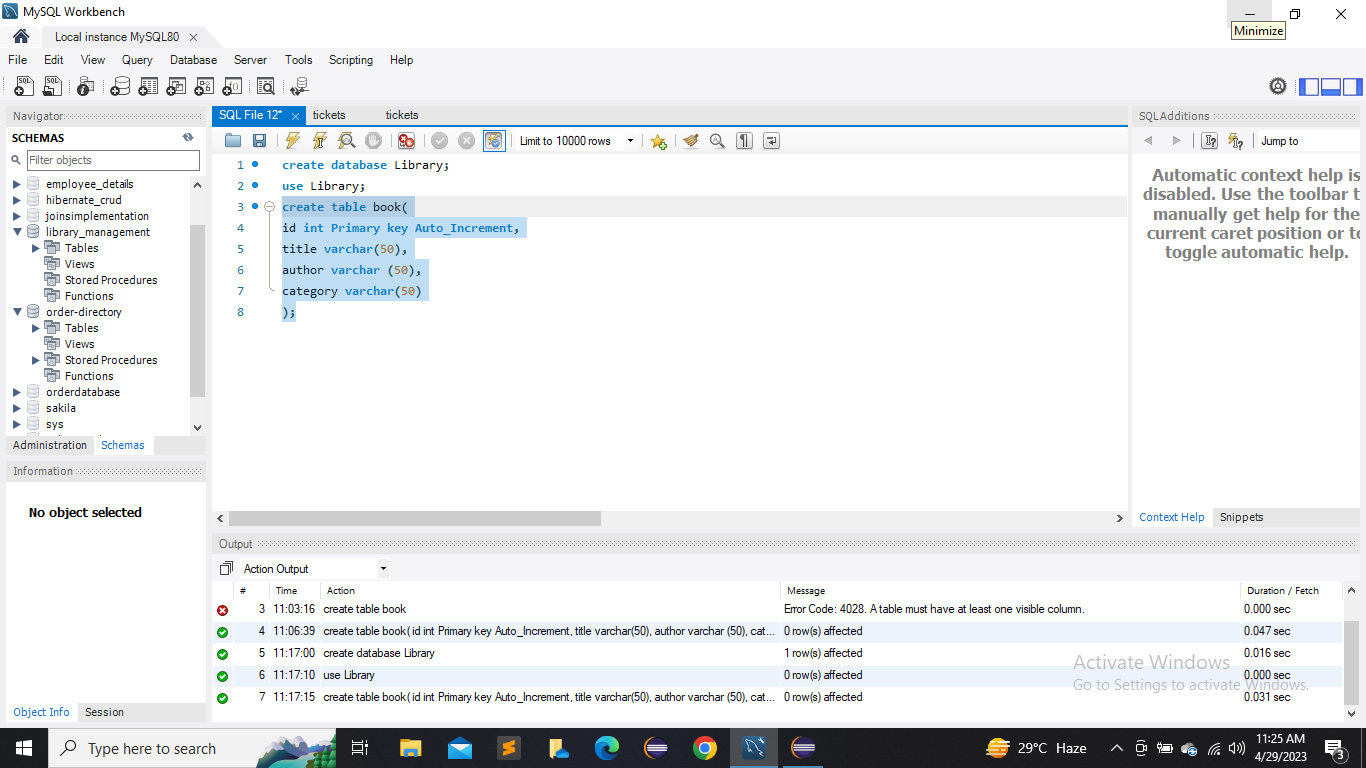 MySQL Workbench
Minimize
Local instance MySQL80
File Edit View Query Database Server Tools Scripting Help
Navigator
SCHEMAS
Filter objects
employee_details
hibernate_crud
joinsimplementation
library_management
Tables
Views
Stored Procedures
Functions
order-directory
Tables
Views
Stored Procedures
Functions
orderdatabase
sakila
sys
Administration Schemas
Information
No object selected
Object Info Session
SQL File 12* tickets tickets
Limit to 10000 rows
1 create database Library;
2 use Library;
3 create table book(
4 id int Primary key Auto_Increment,
5 title varchar(50),
6 author varchar (50),
7 category varchar(50)
8 );
SQLAdditions
Jump to
Automatic context help is
disabled. Use the toolbar t
manually get help for the
current caret position or to
toggle automatic help.
Context Help Snippets
Output
Action Output
# Time Action Message Duration / Fetch
3 11:03:16 create table book Error Code: 4028. A table must have at least one visible column. 0.000 sec
4 11:06:39 create table book( id int Primary key Auto_Increment, title varchar(50), author varchar (50), cat... 0 row(s) affected 0.047 sec
5 11:17:00 create database Library 1 row(s) affected 0.016 sec
6 11:17:10 use Library 0 row(s) affected 0.000 sec
7 11:17:15 create table book( id int Primary key Auto_Increment, title varchar(50), author varchar (50), cat... 0 row(s) affected 0.031 sec
Activate Windows
Go to Settings to activate Windows.
Type here to search
29°C Haze
11:25 AM
4/29/2023
3